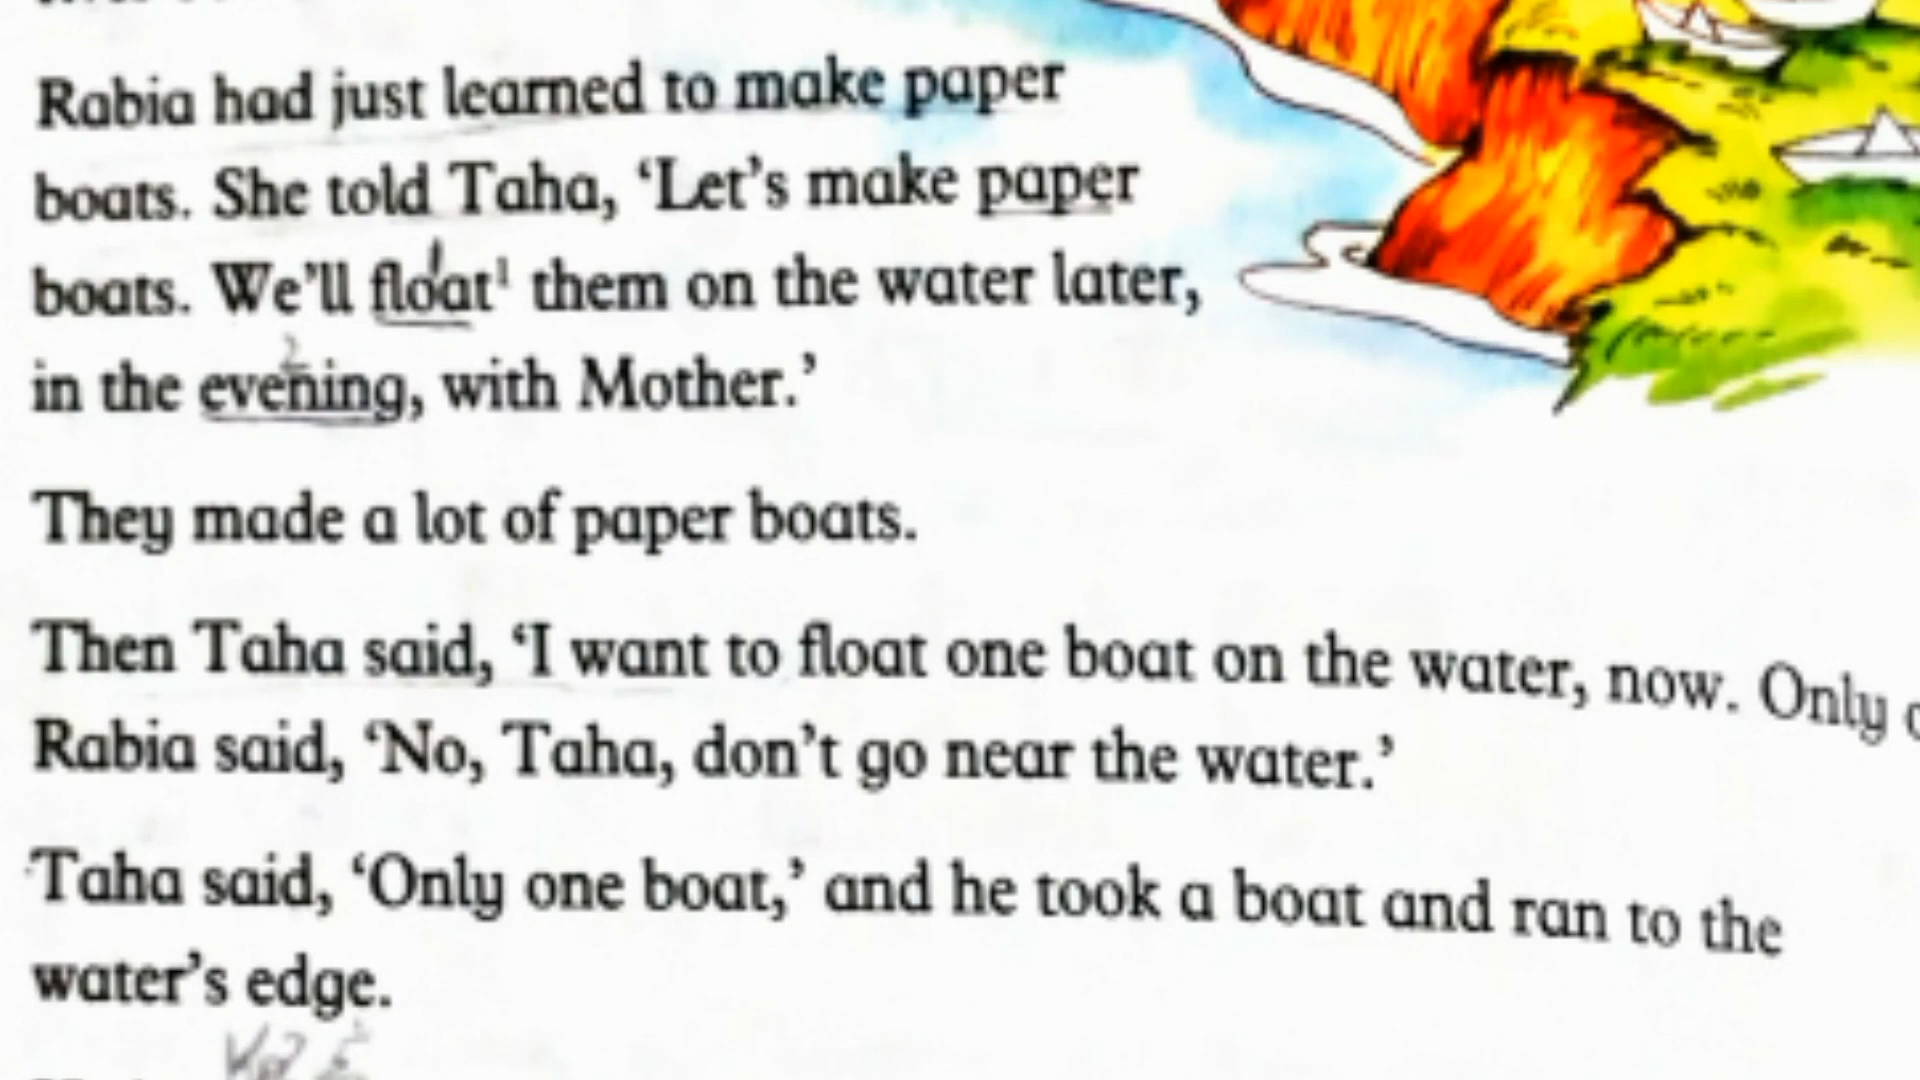 Rabia had just learned to make paper
boats. She told Taha, ‘Let’s make paper
boats. We’ll float¹ them on the water later,
in the evening, with Mother.’
They made a lot of paper boats.
Then Taha said, ‘I want to float one boat on the water, now. Only
Rabia said, ‘No, Taha, don’t go near the water.’
Taha said, ‘Only one boat,’ and he took a boat and ran to the
water’s edge.